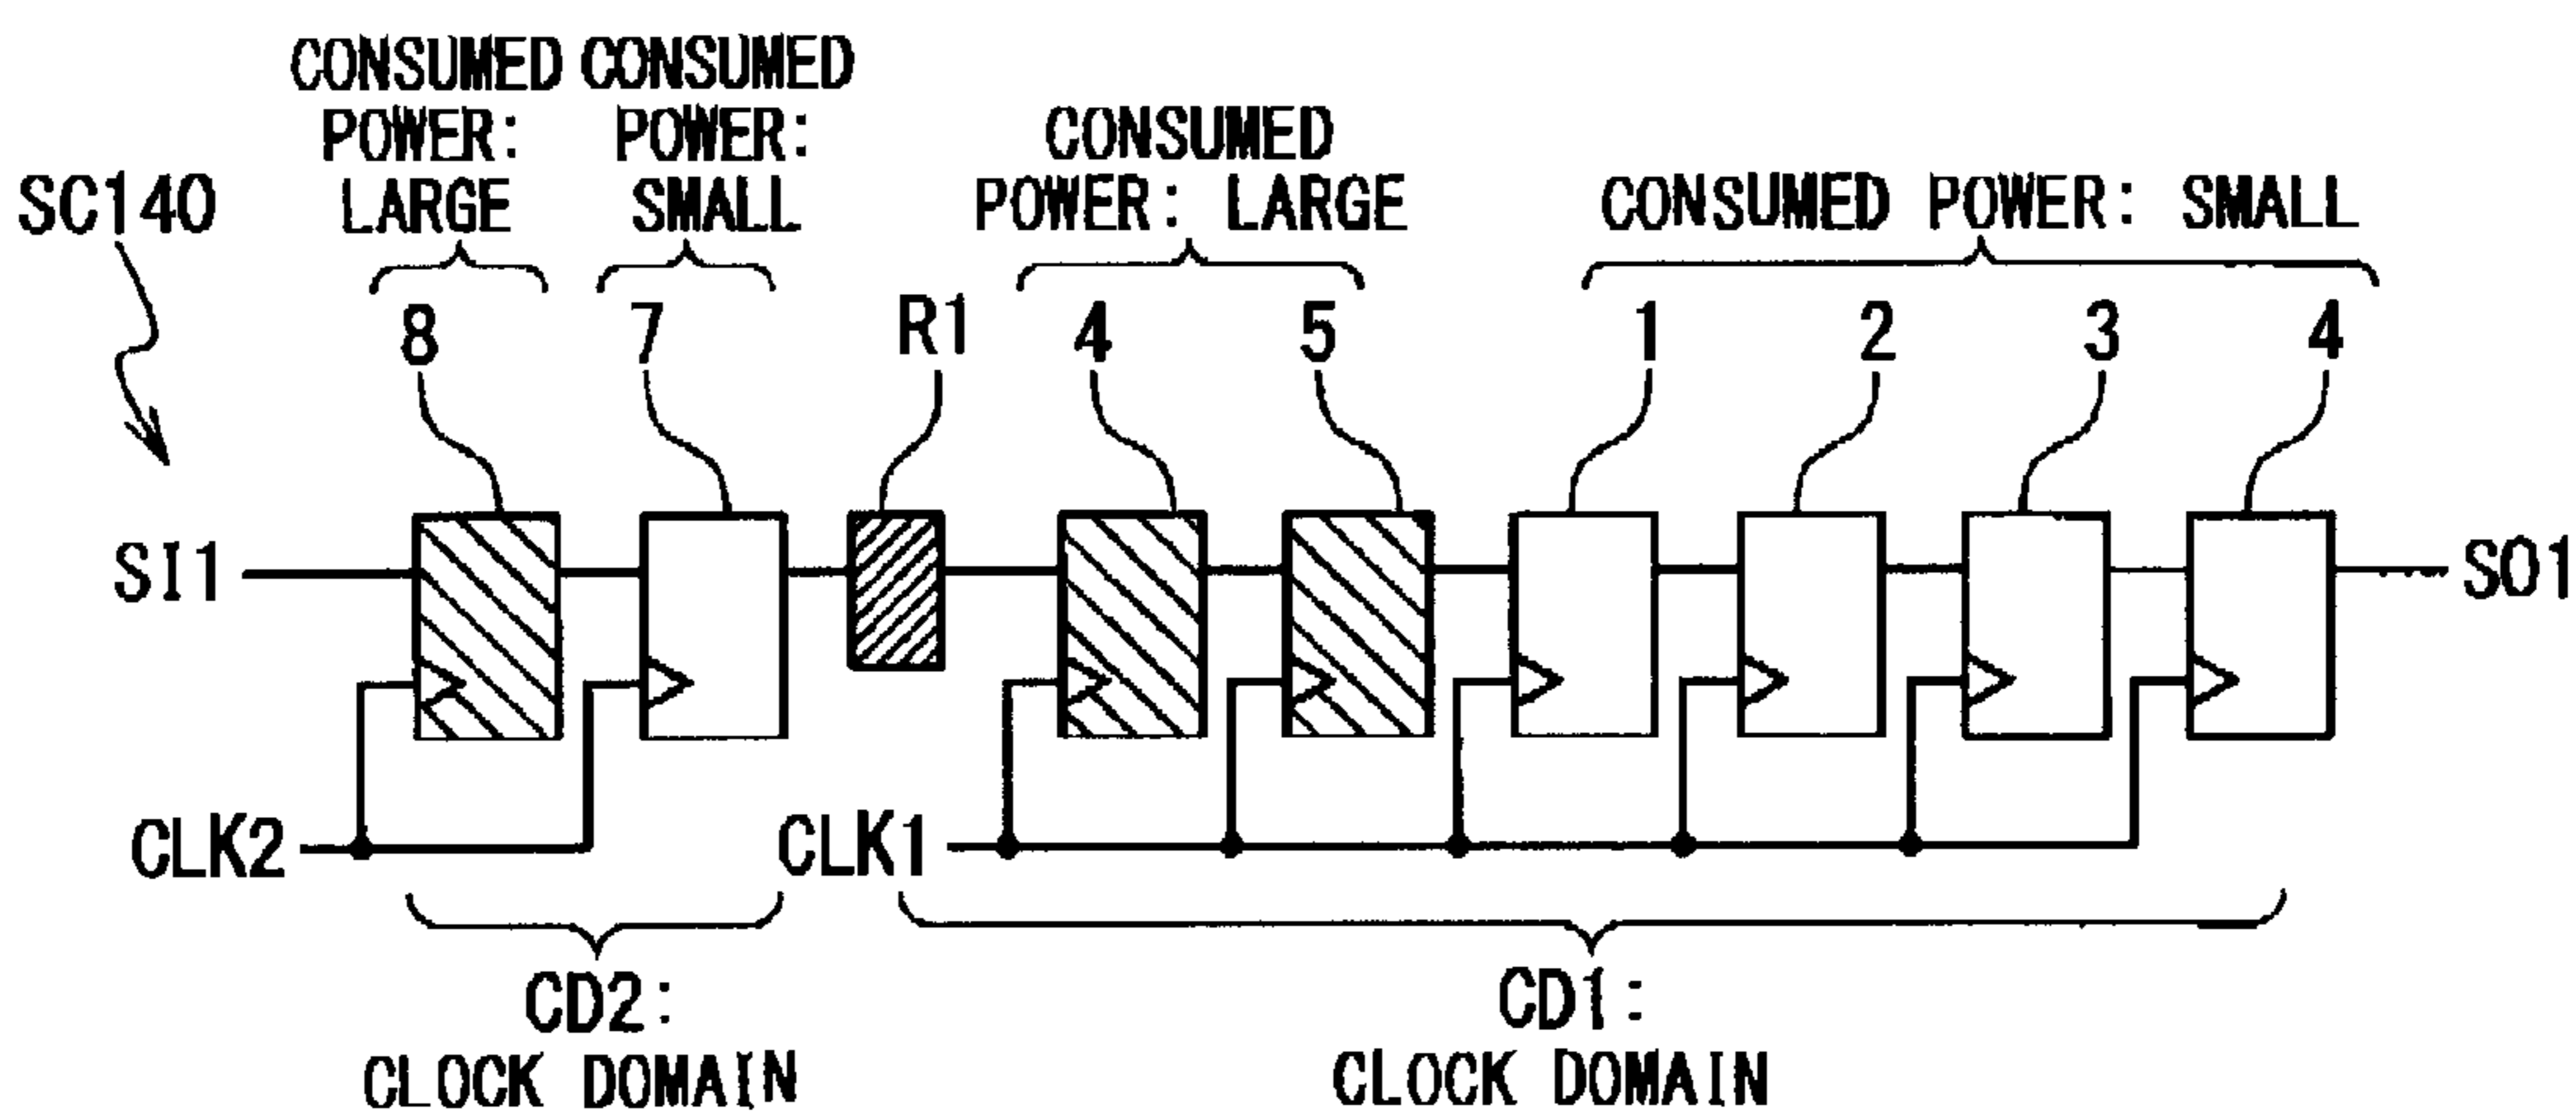 CONSUMED CONSUMED
POWER: POWER: CONSUMED
SC140 LARGE SMALL POWER: LARGE CONSUMED POWER: SMALL
8 7 R1 4 5 1 2 3 4
SI1 SO1
CLK2 CLK1
CD2: CD1:
CLOCK DOMAIN CLOCK DOMAIN